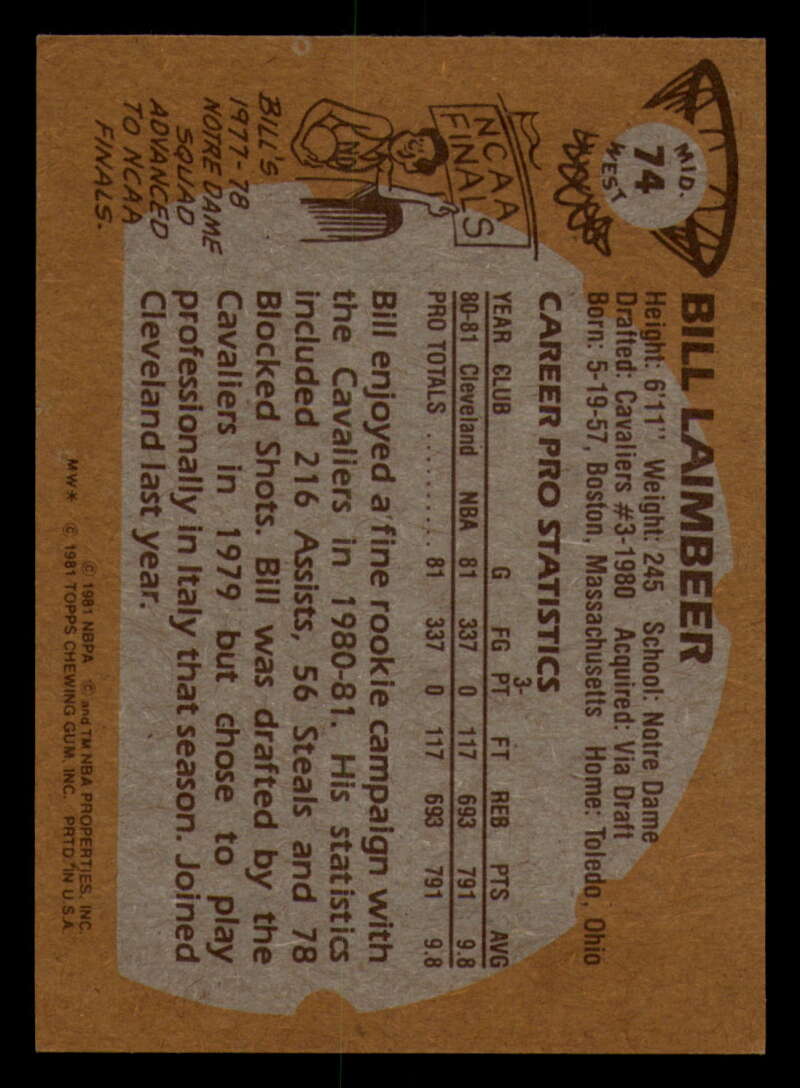 MID.
74
WEST
BILL LAIMBEER
Height: 6'11" Weight: 245 School: Notre Dame
Drafted: Cavaliers #3-1980 Acquired: Via Draft
Born: 5-19-57, Boston, Massachusetts Home: Toledo, Ohio
CAREER PRO STATISTICS
YEAR CLUB G FG 3-PT FT REB PTS AVG
80-81 Cleveland NBA 81 337 0 117 693 791 9.8
PRO TOTALS .......... 81 337 0 117 693 791 9.8
Bill enjoyed a fine rookie campaign with
the Cavaliers in 1980-81. His statistics
included 216 Assists, 56 Steals and 78
Blocked Shots. Bill was drafted by the
Cavaliers in 1979 but chose to play
professionally in Italy that season. Joined
Cleveland last year.
NCAA
FINALS
ND
BILL'S
1977-78
NOTRE DAME
SQUAD
ADVANCED
TO NCAA
FINALS.
© 1981 NBPA © and TM NBA PROPERTIES, INC.
MW* © 1981 TOPPS CHEWING GUM, INC. PRTD IN U.S.A.